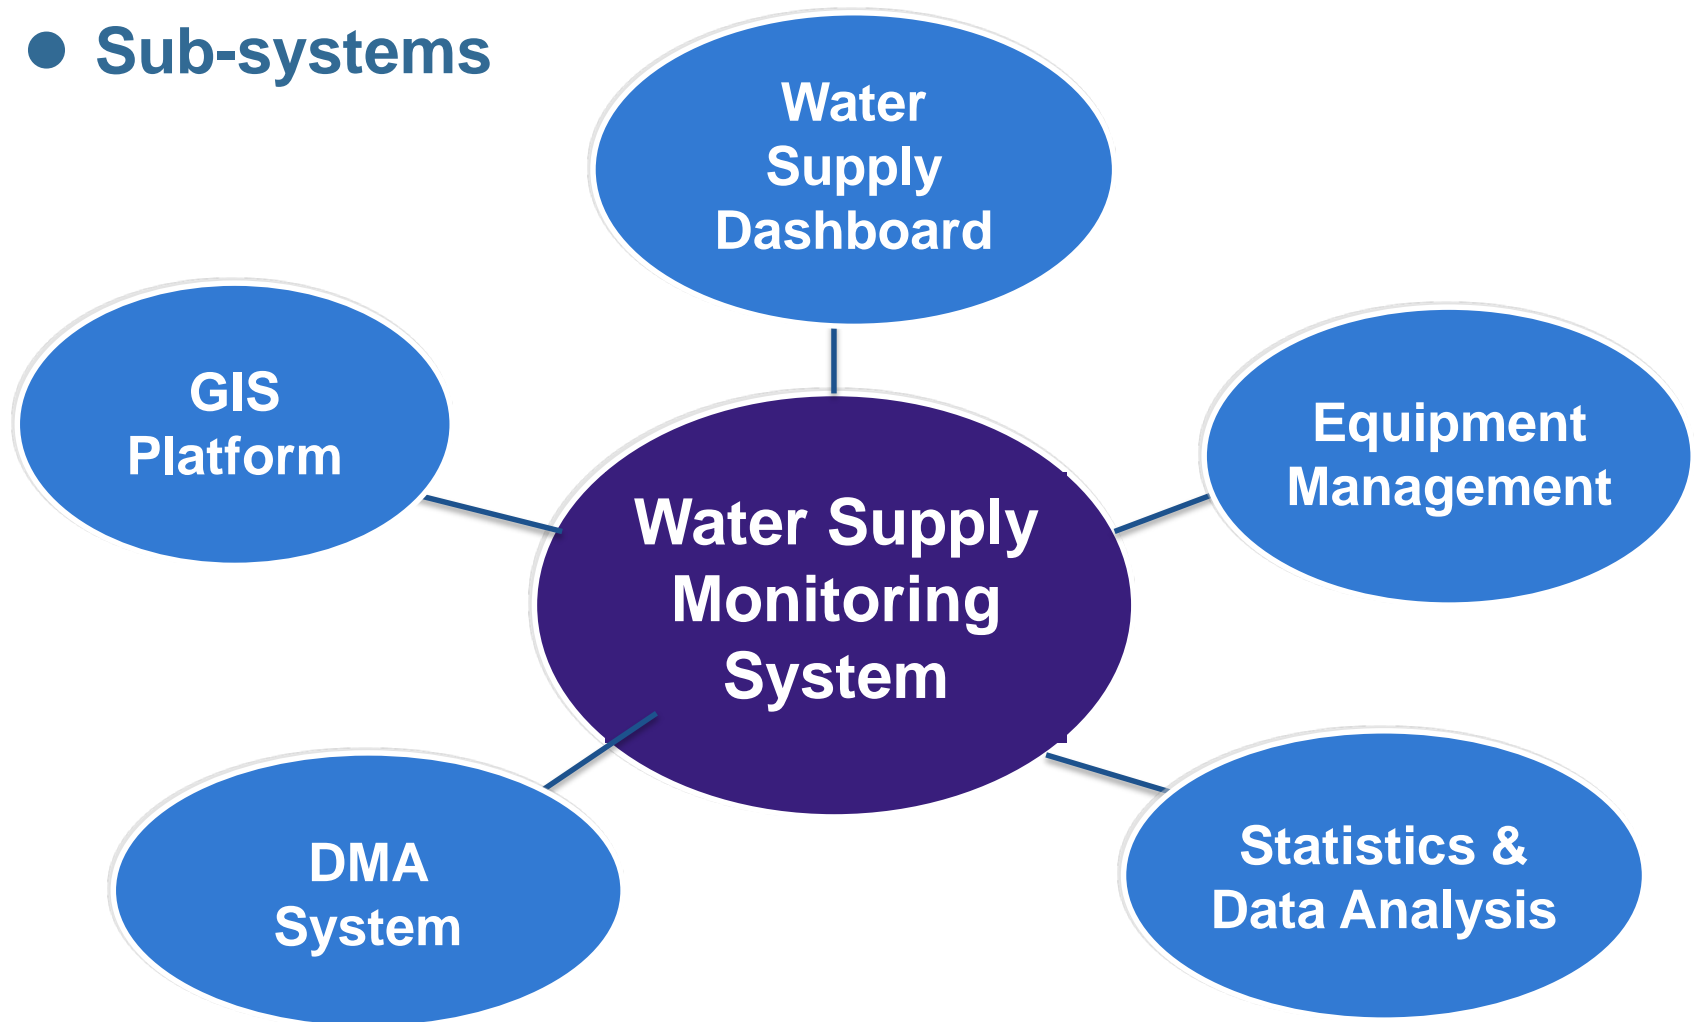 Sub-systems
Water
Supply
Dashboard
GIS
Platform
Equipment
Management
Water Supply
Monitoring
System
DMA
System
Statistics &
Data Analysis